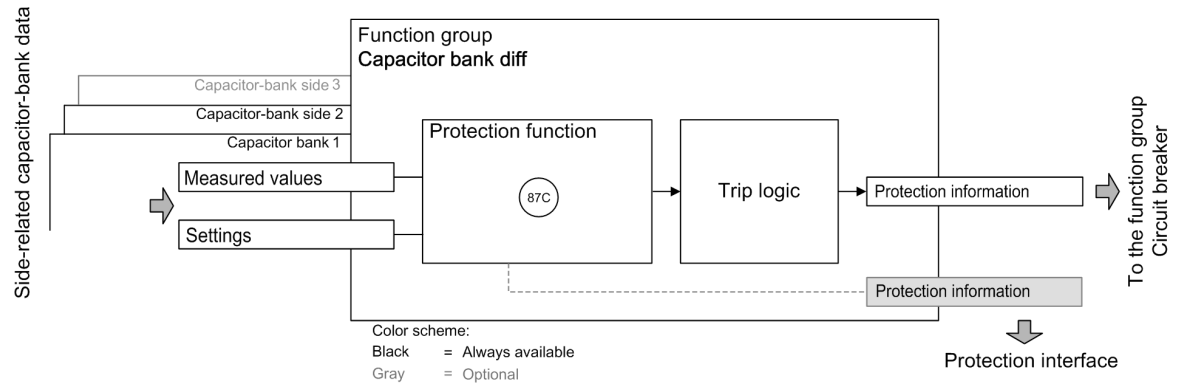 Side-related capacitor-bank data
Function group
Capacitor bank diff
Capacitor-bank side 3
Capacitor-bank side 2
Capacitor bank 1
Measured values
Settings
Protection function
87C
Trip logic
Protection information
To the function group
Circuit breaker
Protection information
Protection interface
Color scheme:
Black = Always available
Gray = Optional